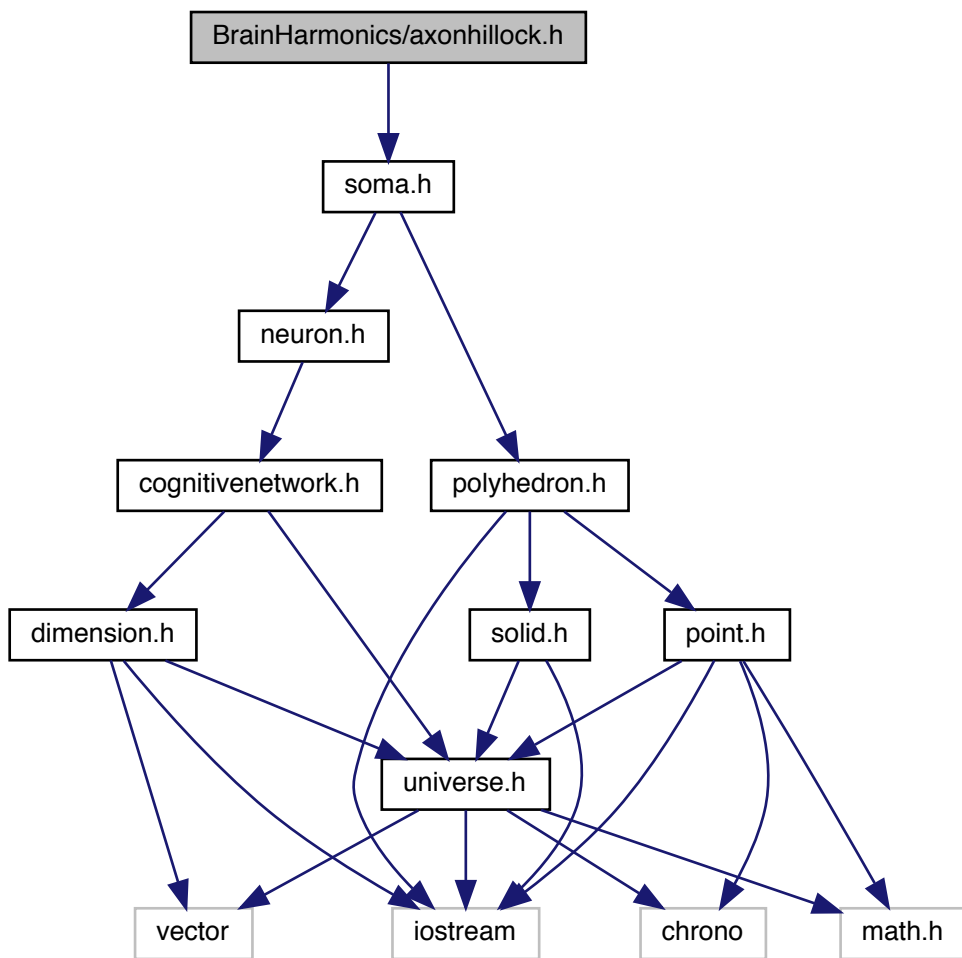 BrainHarmonics/axonhillock.h
soma.h
neuron.h
cognitivenetwork.h
polyhedron.h
dimension.h
solid.h
point.h
universe.h
vector
iostream
chrono
math.h